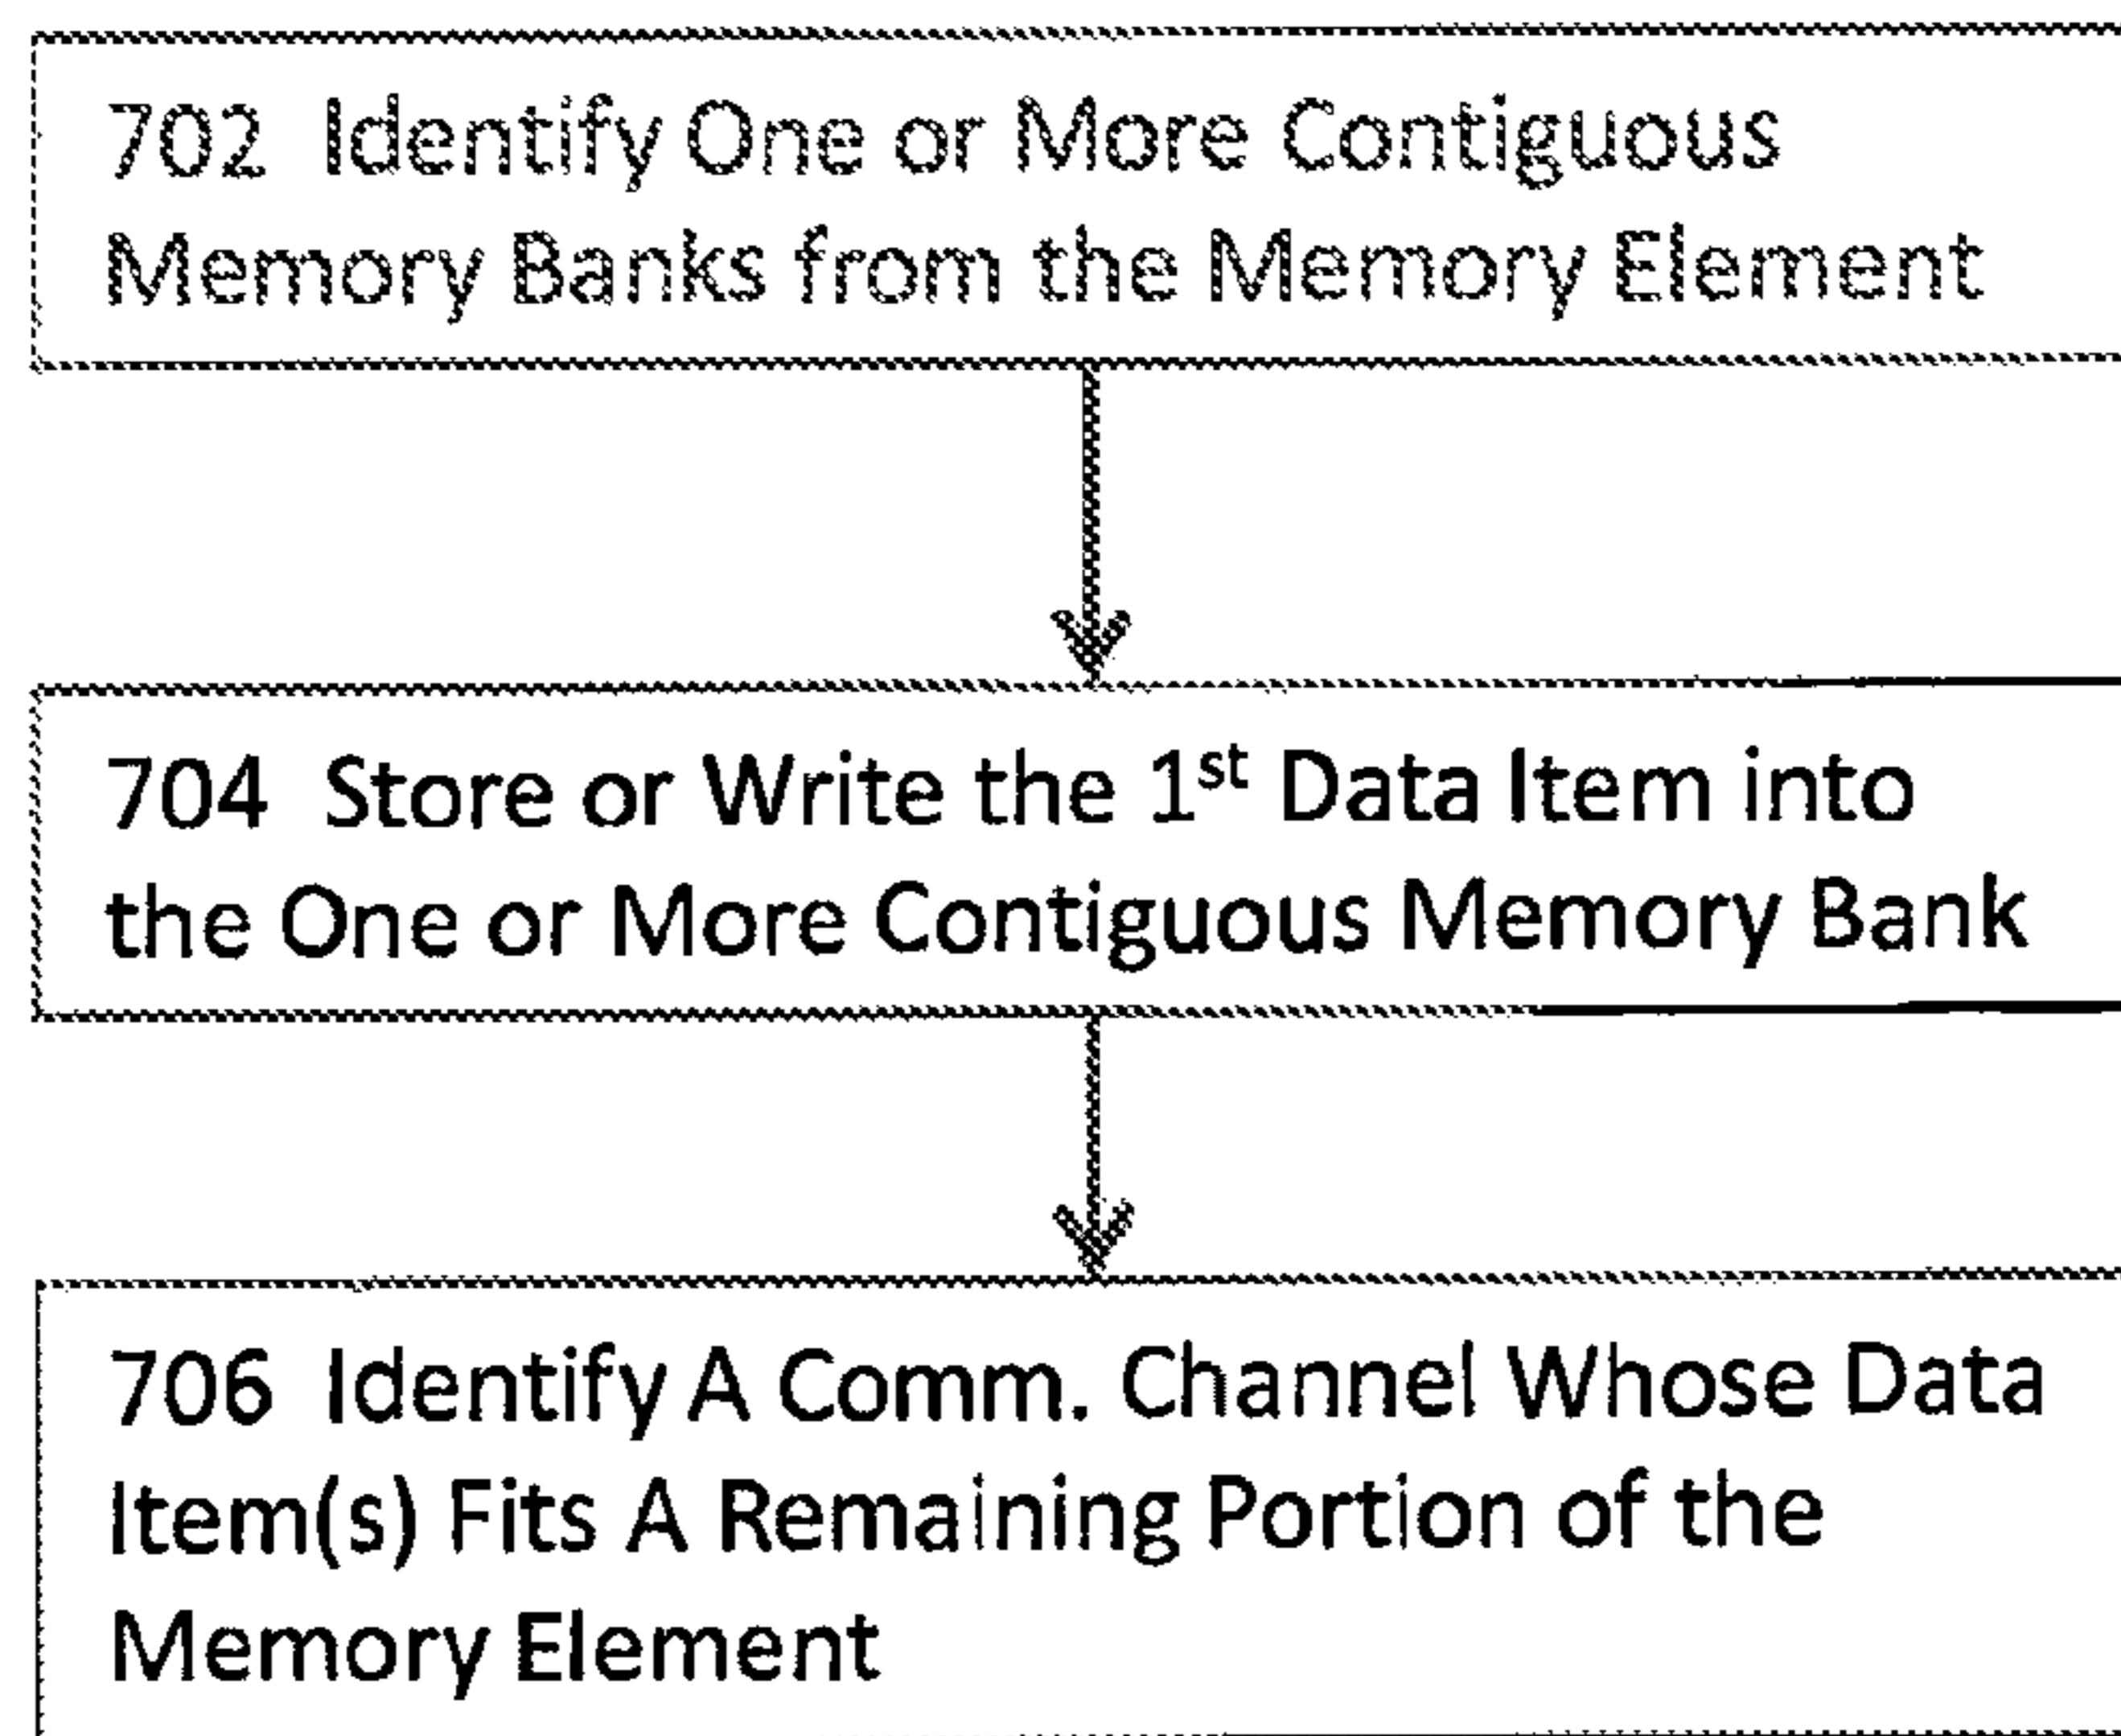 702 Identify One or More Contiguous
Memory Banks from the Memory Element
704 Store or Write the 1st Data Item into
the One or More Contiguous Memory Bank
706 Identify A Comm. Channel Whose Data
Item(s) Fits A Remaining Portion of the
Memory Element